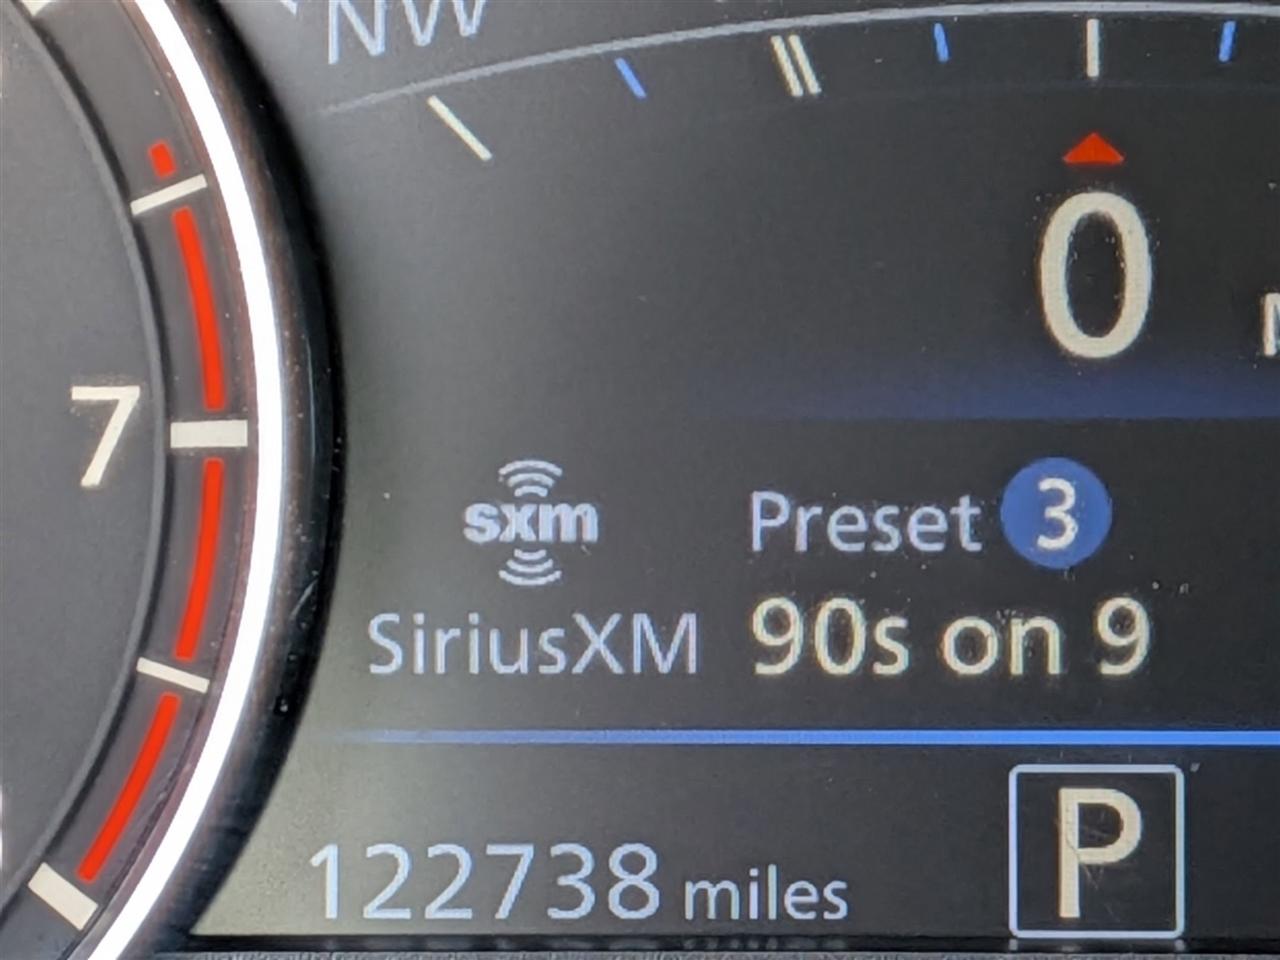 NW
0
7
sxm
Preset 3
SiriusXM
90s on 9
122738 miles
P